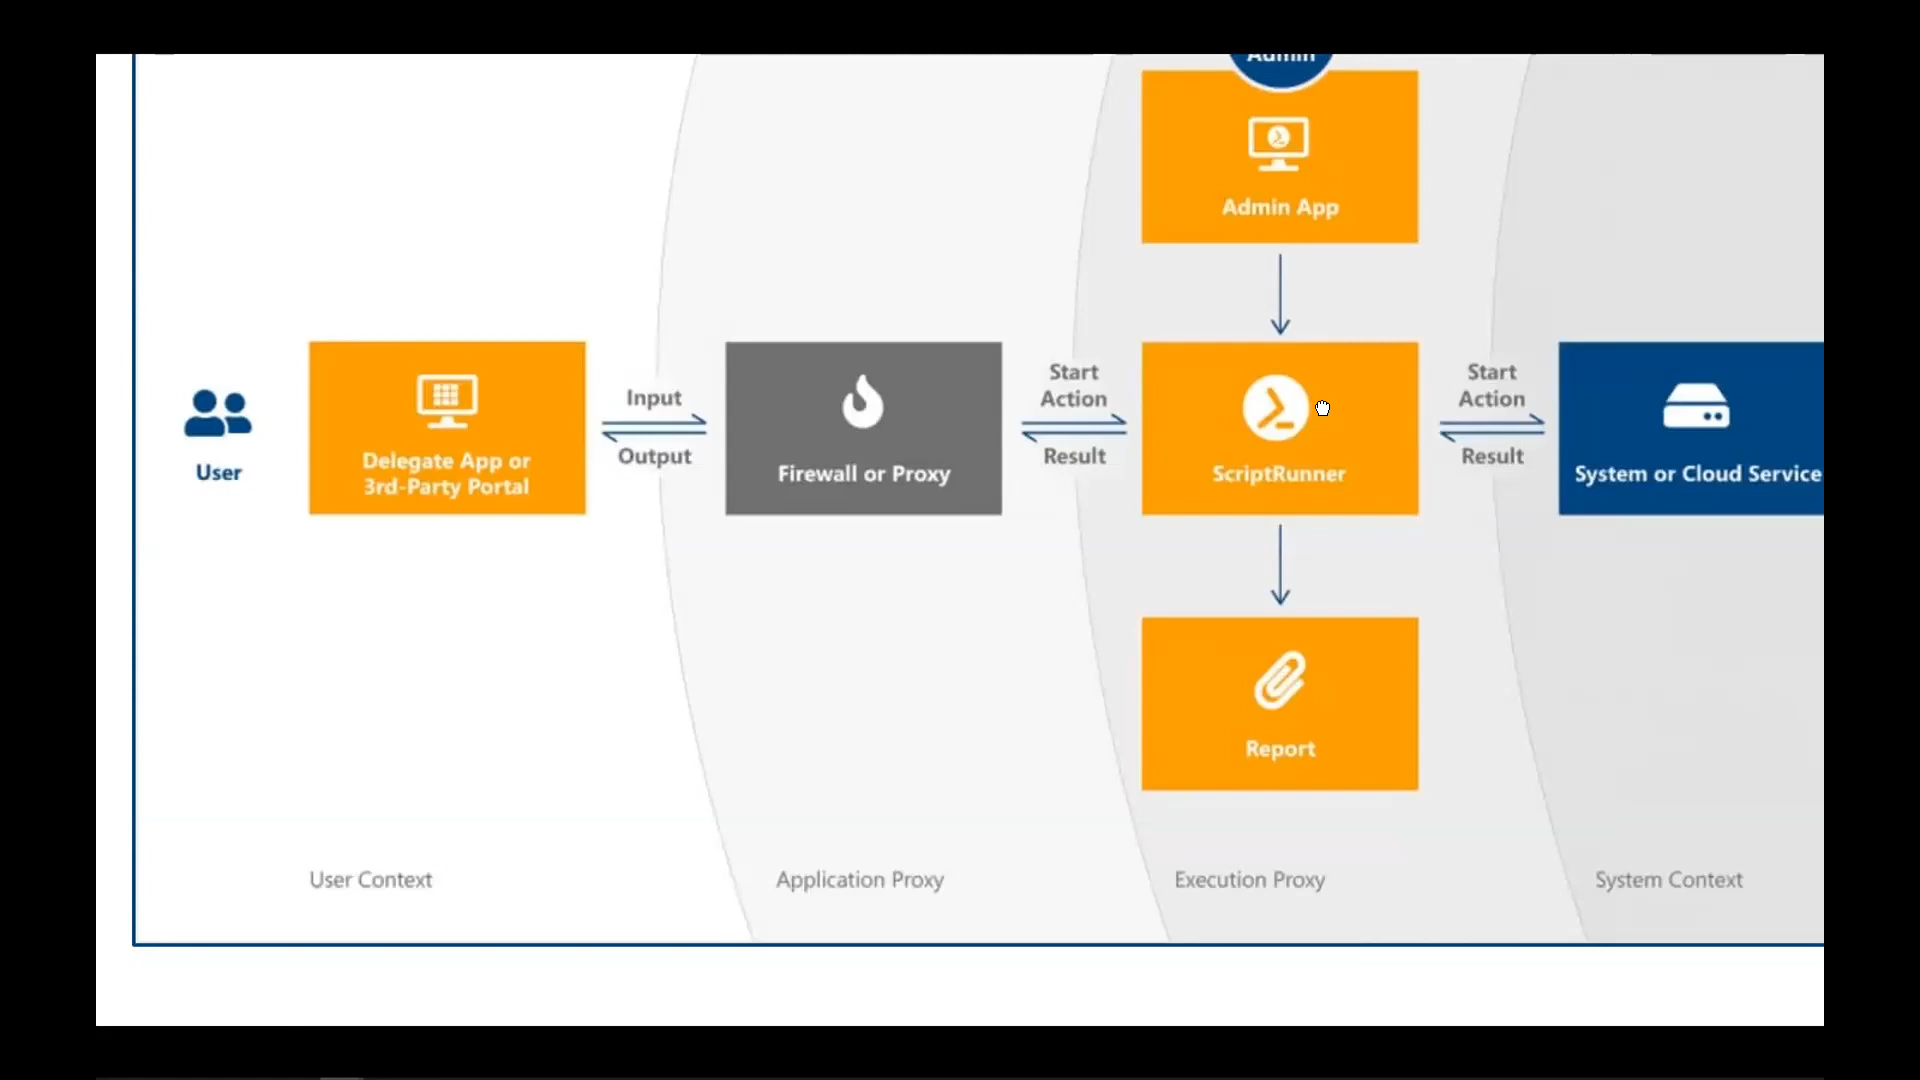 Admin
Admin App
Start
Action
Start
Action
Input
Output
Result
Result
User
Delegate App or
3rd-Party Portal
Firewall or Proxy
ScriptRunner
System or Cloud Service
Report
User Context
Application Proxy
Execution Proxy
System Context